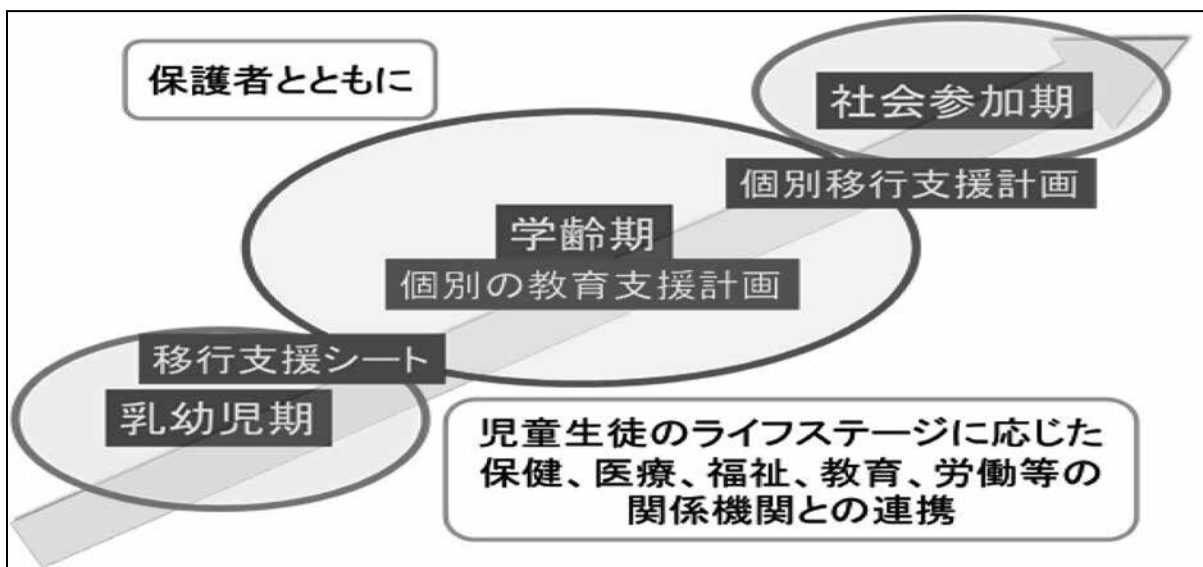 保護者とともに
社会参加期
個別移行支援計画
学齢期
個別の教育支援計画
移行支援シート
乳幼児期
児童生徒のライフステージに応じた
保健、医療、福祉、教育、労働等の
関係機関との連携